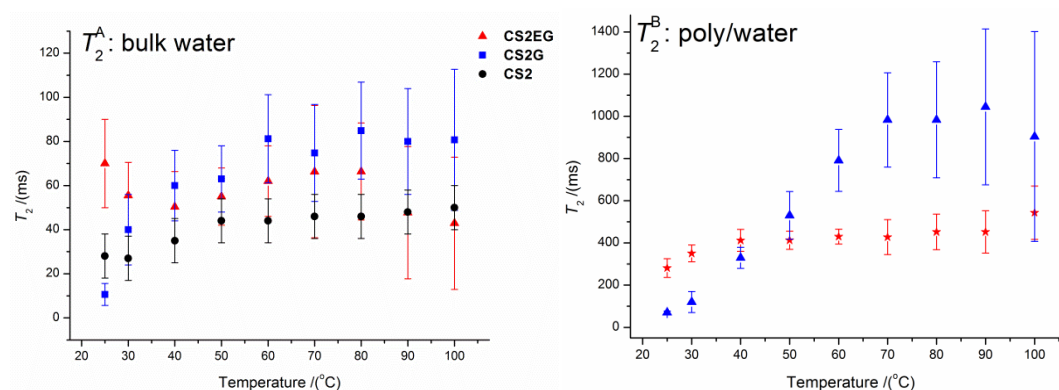 T₂ᴬ: bulk water
CS2EG
CS2G
CS2
T₂ /(ms)
120
100
80
60
40
20
0
20 30 40 50 60 70 80 90 100
Temperature /(°C)
T₂ᴮ: poly/water
T₂ /(ms)
1400
1200
1000
800
600
400
200
0
20 30 40 50 60 70 80 90 100
Temperature /(°C)